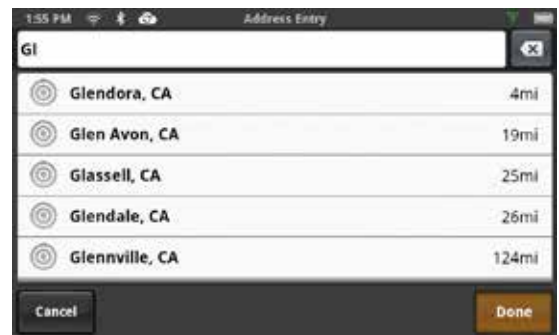 1:55 PM Address Entry
Gl
Glendora, CA 4mi
Glen Avon, CA 19mi
Glassell, CA 25mi
Glendale, CA 26mi
Glennville, CA 124mi
Cancel Done